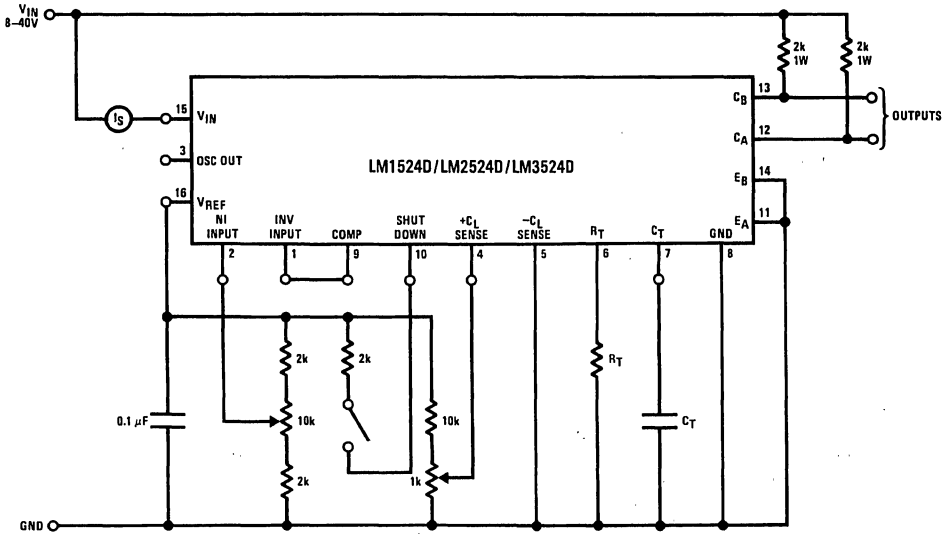 VIN
8–40V
2k
1W
2k
1W
IS
15
VIN
3
OSC OUT
16
VREF
LM1524D/LM2524D/LM3524D
CB
13
CA
12
OUTPUTS
EB
14
EA
11
NI
INPUT
2
INV
INPUT
1
COMP
9
SHUT
DOWN
10
+CL
SENSE
4
−CL
SENSE
5
RT
6
CT
7
GND
8
2k
2k
RT
0.1 μF
10k
10k
CT
2k
1k
GND